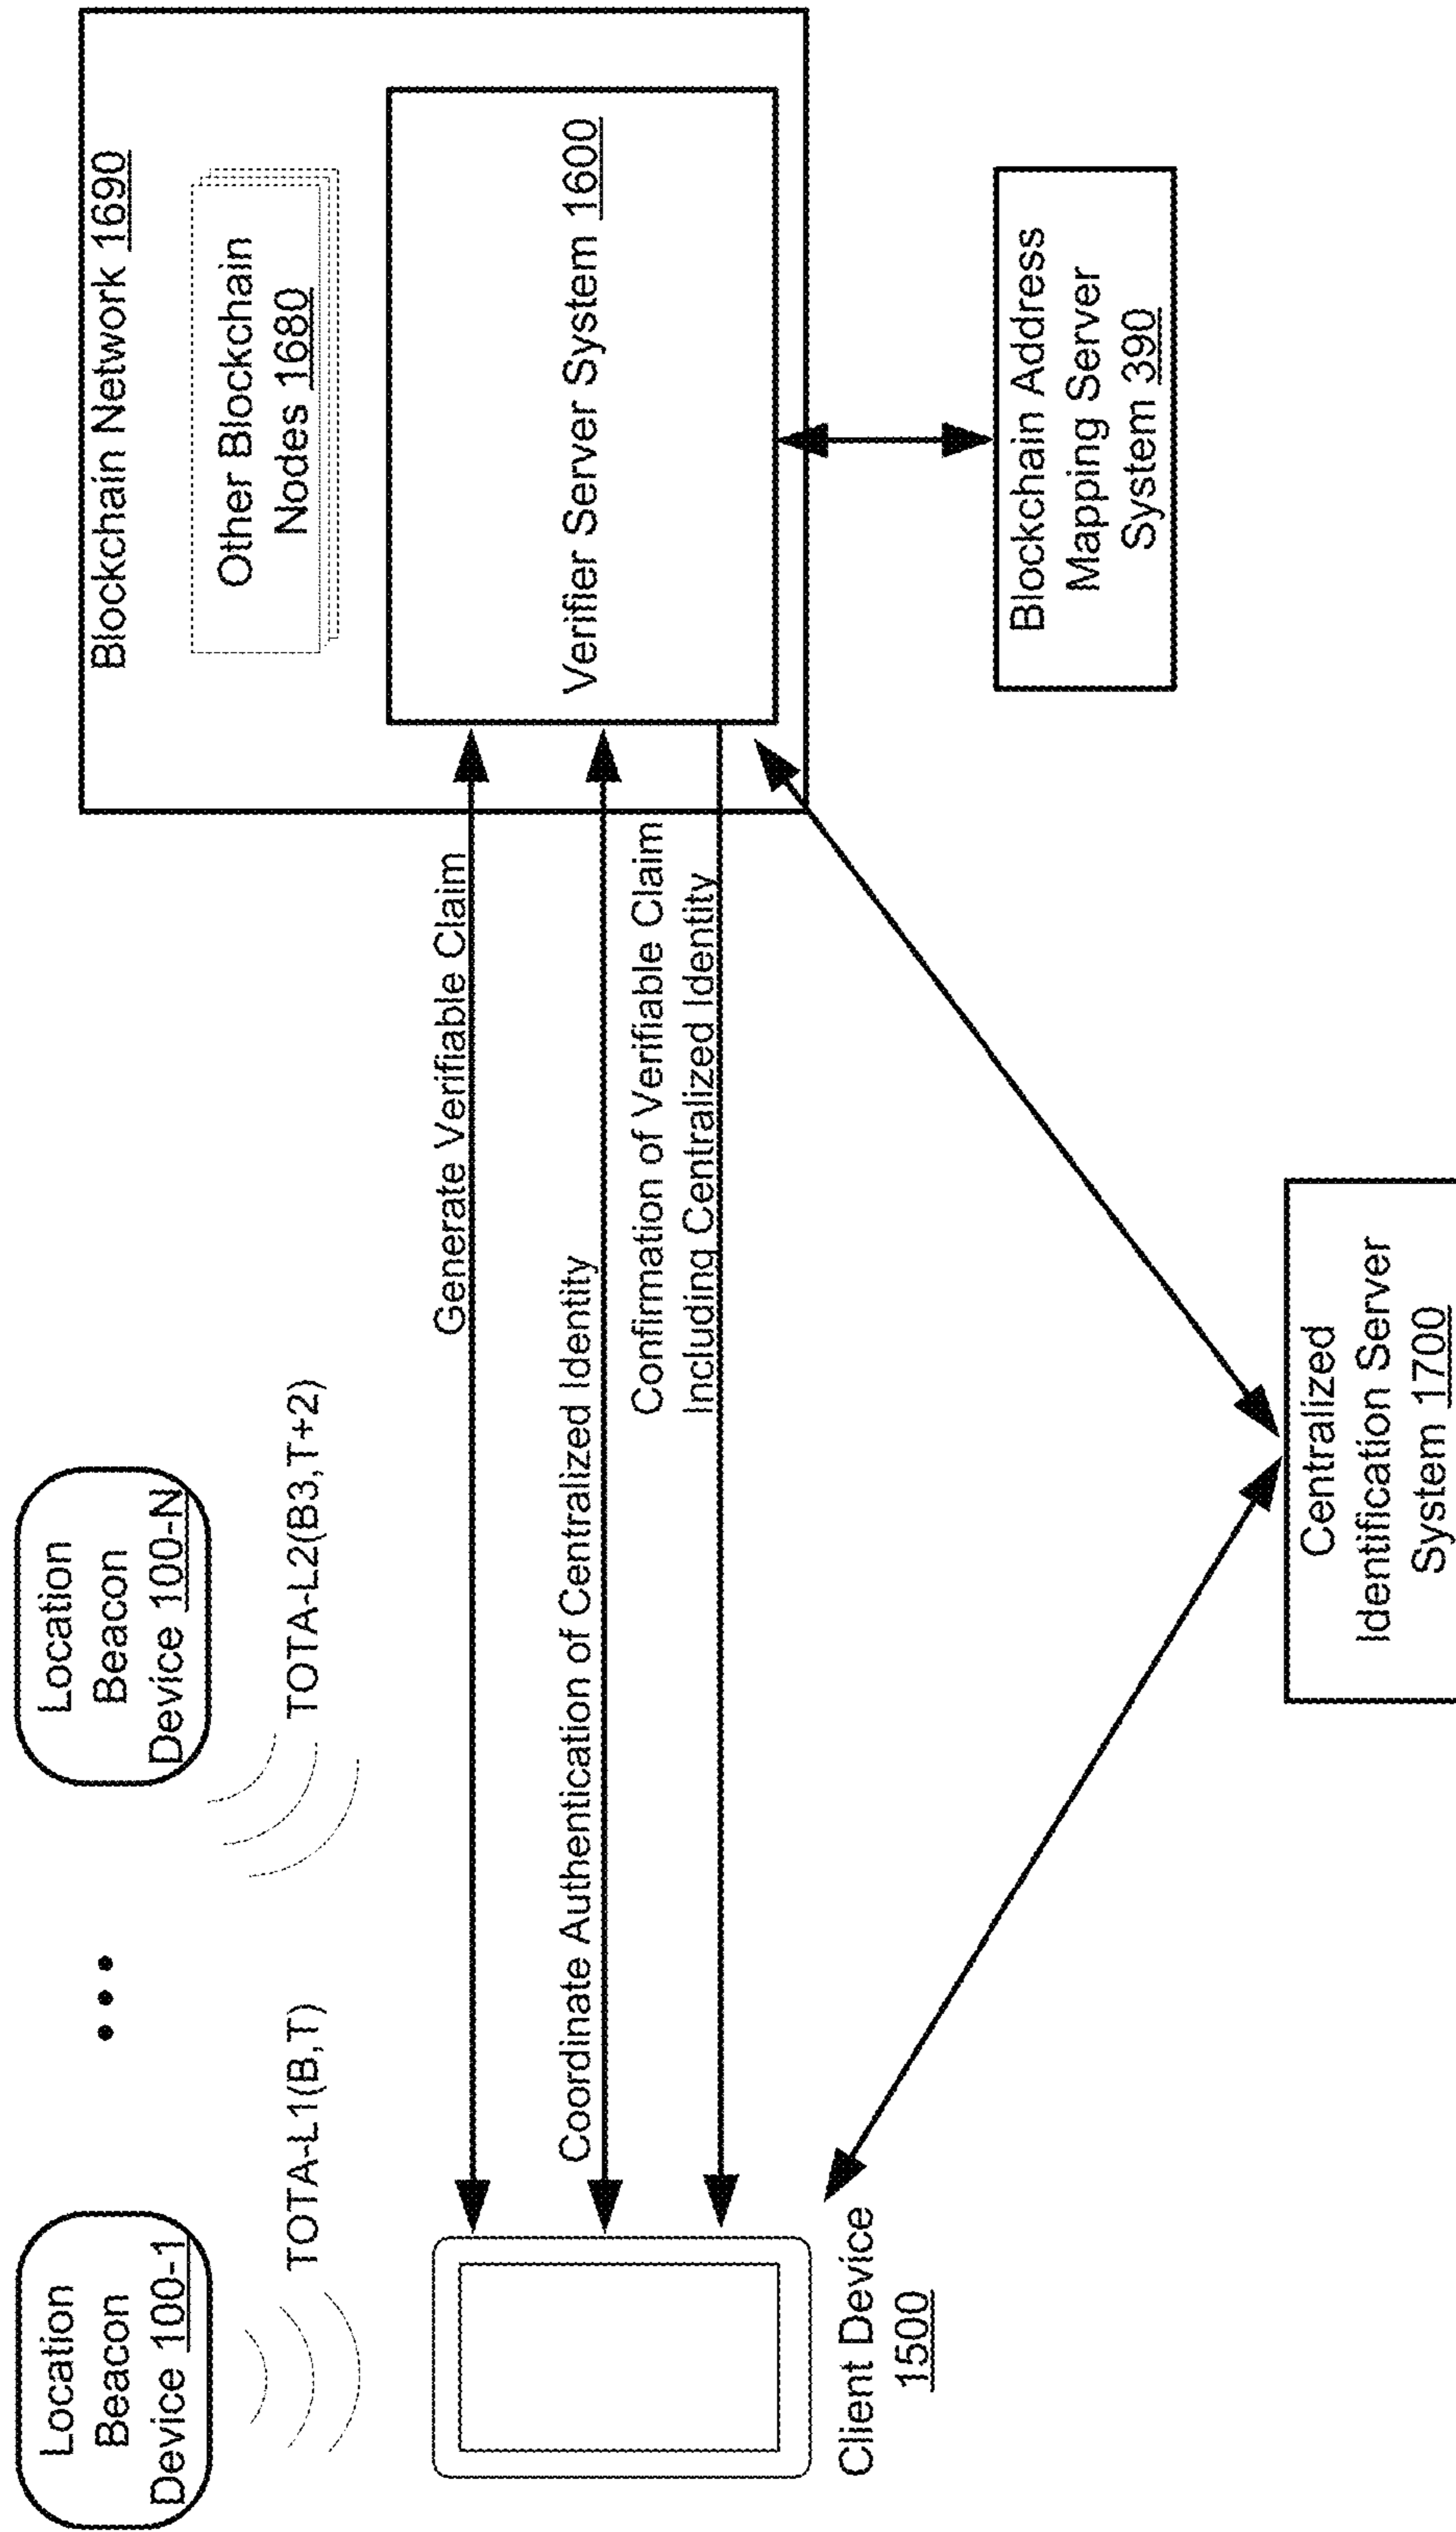 Location
Beacon
Device 100-1
TOTA-L1(B,T)
Location
Beacon
Device 100-N
TOTA-L2(B3,T+2)
Blockchain Network 1690
Other Blockchain
Nodes 1680
Verifier Server System 1600
Generate Verifiable Claim
Coordinate Authentication of Centralized Identity
Confirmation of Verifiable Claim
Including Centralized Identity
Client Device
1500
Blockchain Address
Mapping Server
System 390
Centralized
Identification Server
System 1700